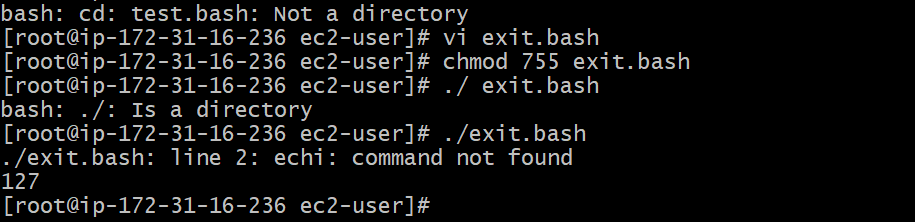 bash: cd: test.bash: Not a directory
[root@ip-172-31-16-236 ec2-user]# vi exit.bash
[root@ip-172-31-16-236 ec2-user]# chmod 755 exit.bash
[root@ip-172-31-16-236 ec2-user]# ./ exit.bash
bash: ./: Is a directory
[root@ip-172-31-16-236 ec2-user]# ./exit.bash
./exit.bash: line 2: echi: command not found
127
[root@ip-172-31-16-236 ec2-user]#